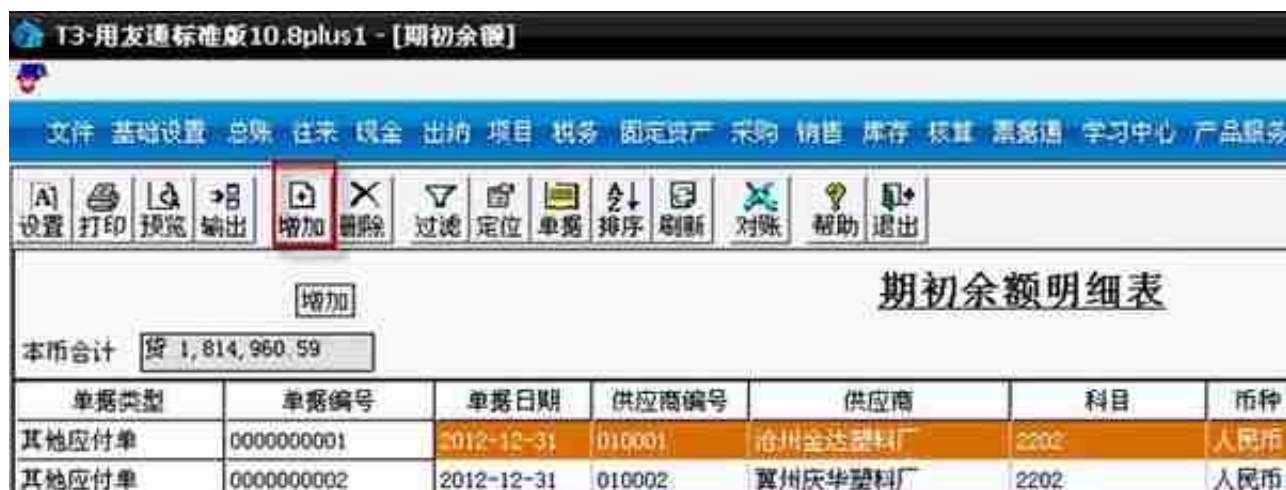 T3-用友通标准版10.8plus1 - [期初余额]
文件 基础设置 总账 往来 现金 出纳 项目 税务 固定资产 采购 销售 库存 核算 票据通 学习中心 产品服务
设置 打印 预览 输出 增加 删除 过滤 定位 单据 排序 刷新 对账 帮助 退出
期初余额明细表
增加
本币合计 贷 1,814,960.59
单据类型 单据编号 单据日期 供应商编号 供应商 科目 币种
其他应付单 0000000001 2012-12-31 010001 沧州金达塑料厂 2202 人民币
其他应付单 0000000002 2012-12-31 010002 冀州庆华塑料厂 2202 人民币